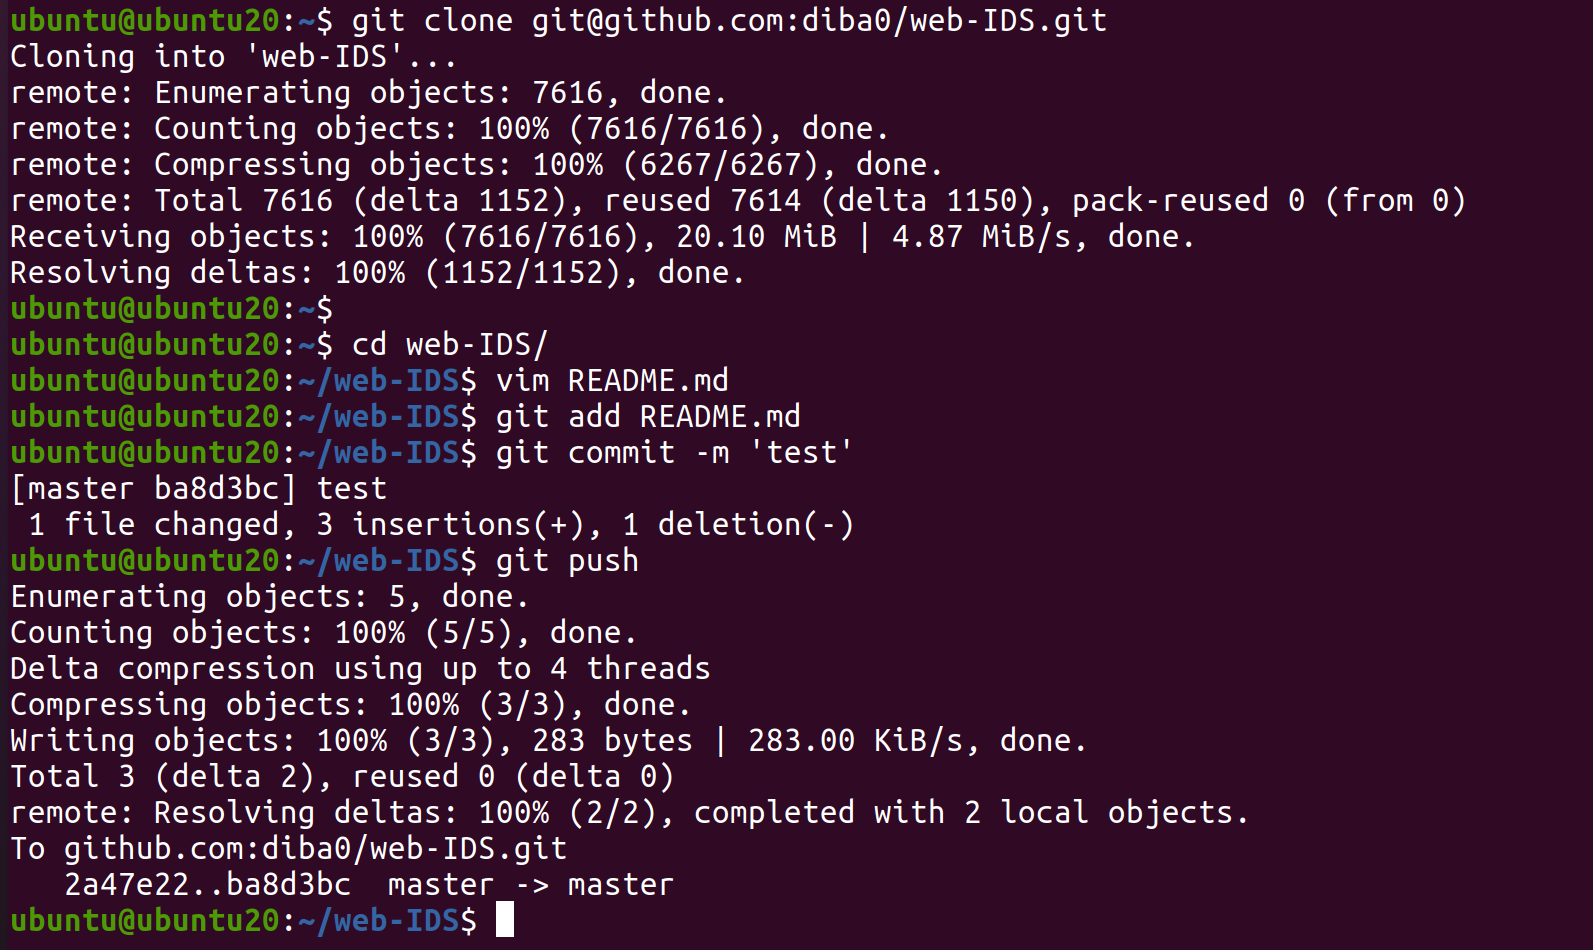 ubuntu@ubuntu20:~$ git clone git@github.com:diba0/web-IDS.git
Cloning into 'web-IDS'...
remote: Enumerating objects: 7616, done.
remote: Counting objects: 100% (7616/7616), done.
remote: Compressing objects: 100% (6267/6267), done.
remote: Total 7616 (delta 1152), reused 7614 (delta 1150), pack-reused 0 (from 0)
Receiving objects: 100% (7616/7616), 20.10 MiB | 4.87 MiB/s, done.
Resolving deltas: 100% (1152/1152), done.
ubuntu@ubuntu20:~$
ubuntu@ubuntu20:~$ cd web-IDS/
ubuntu@ubuntu20:~/web-IDS$ vim README.md
ubuntu@ubuntu20:~/web-IDS$ git add README.md
ubuntu@ubuntu20:~/web-IDS$ git commit -m 'test'
[master ba8d3bc] test
 1 file changed, 3 insertions(+), 1 deletion(-)
ubuntu@ubuntu20:~/web-IDS$ git push
Enumerating objects: 5, done.
Counting objects: 100% (5/5), done.
Delta compression using up to 4 threads
Compressing objects: 100% (3/3), done.
Writing objects: 100% (3/3), 283 bytes | 283.00 KiB/s, done.
Total 3 (delta 2), reused 0 (delta 0)
remote: Resolving deltas: 100% (2/2), completed with 2 local objects.
To github.com:diba0/web-IDS.git
   2a47e22..ba8d3bc  master -> master
ubuntu@ubuntu20:~/web-IDS$